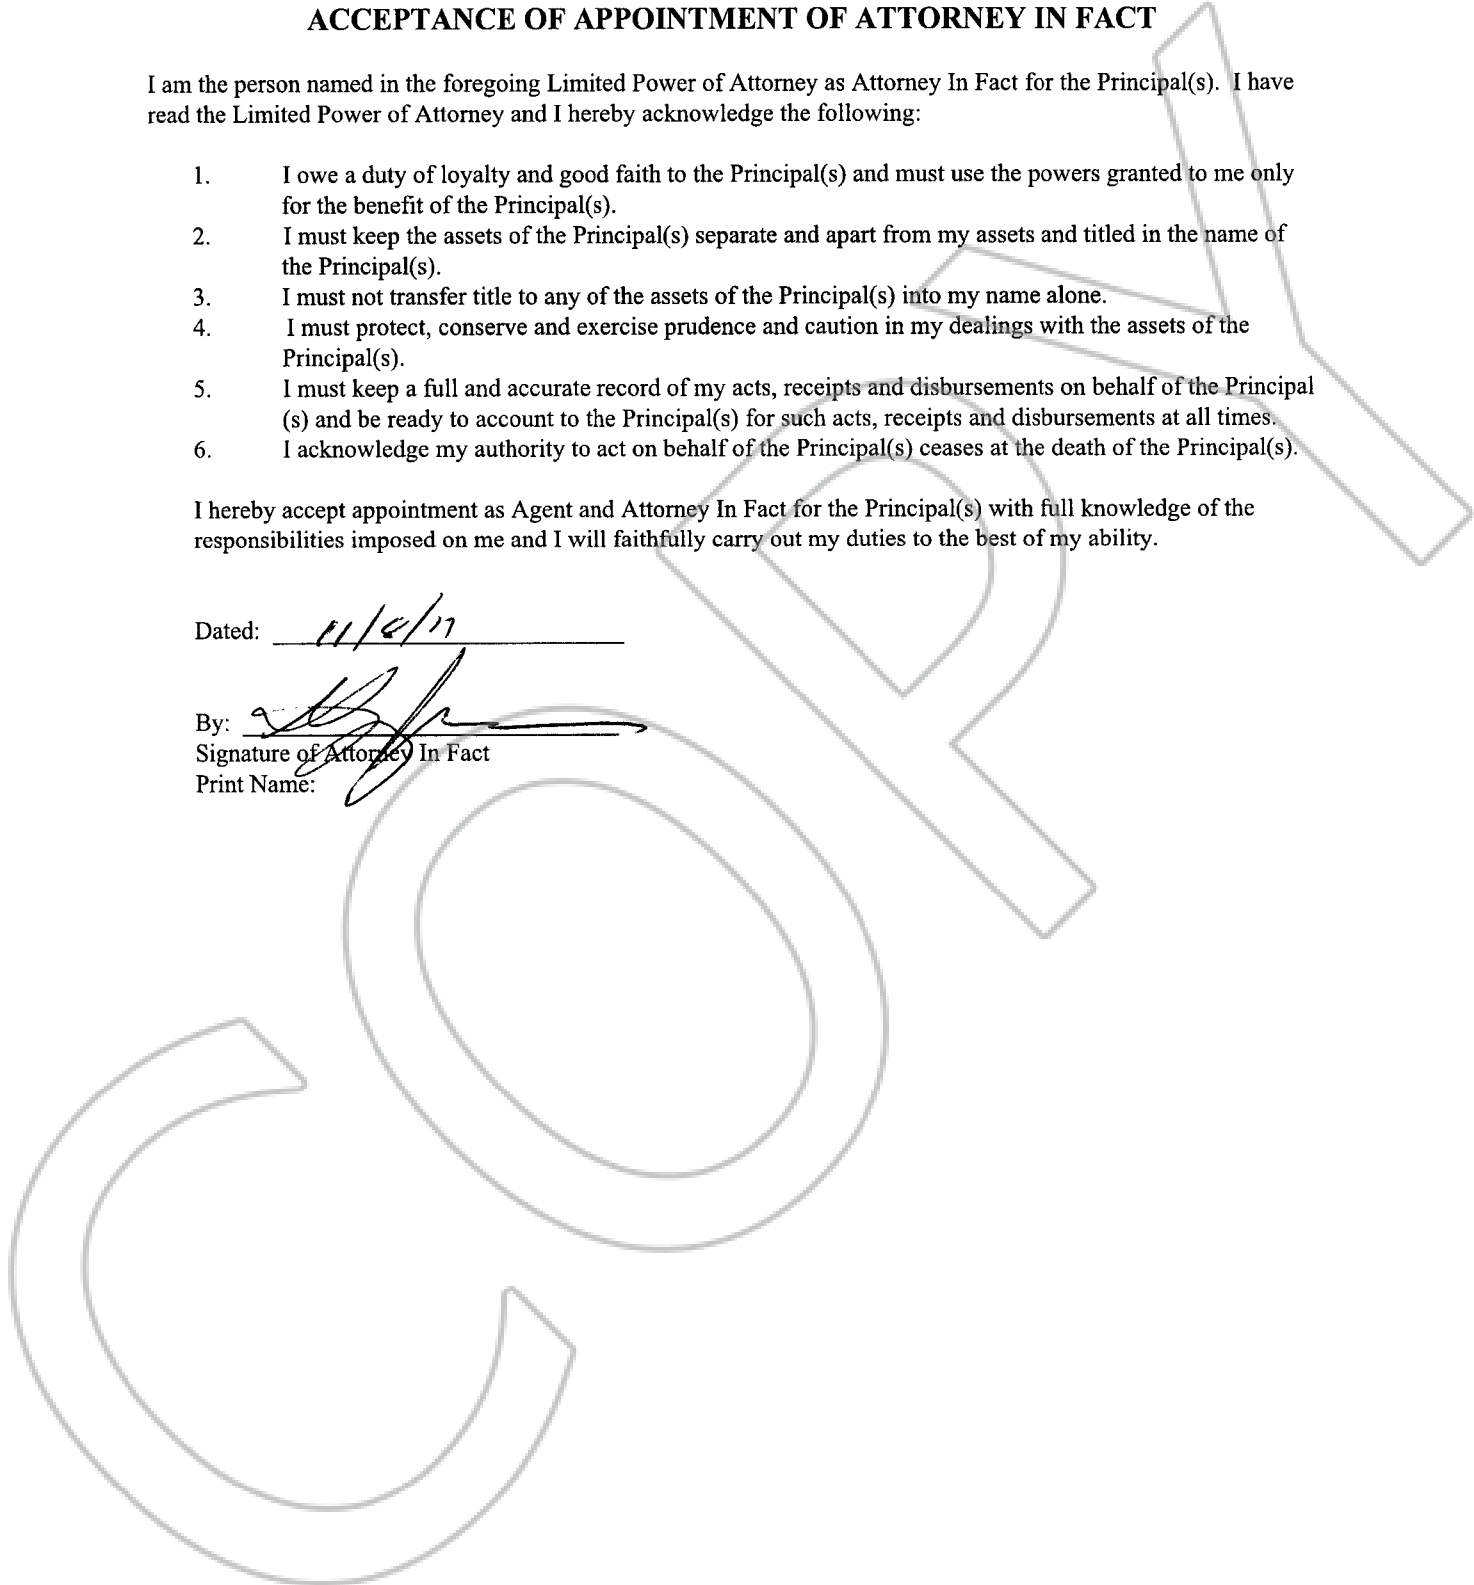 ACCEPTANCE OF APPOINTMENT OF ATTORNEY IN FACT
I am the person named in the foregoing Limited Power of Attorney as Attorney In Fact for the Principal(s). I have
read the Limited Power of Attorney and I hereby acknowledge the following:
1. I owe a duty of loyalty and good faith to the Principal(s) and must use the powers granted to me only
for the benefit of the Principal(s).
2. I must keep the assets of the Principal(s) separate and apart from my assets and titled in the name of
the Principal(s).
3. I must not transfer title to any of the assets of the Principal(s) into my name alone.
4. I must protect, conserve and exercise prudence and caution in my dealings with the assets of the
Principal(s).
5. I must keep a full and accurate record of my acts, receipts and disbursements on behalf of the Principal
(s) and be ready to account to the Principal(s) for such acts, receipts and disbursements at all times.
6. I acknowledge my authority to act on behalf of the Principal(s) ceases at the death of the Principal(s).
I hereby accept appointment as Agent and Attorney In Fact for the Principal(s) with full knowledge of the
responsibilities imposed on me and I will faithfully carry out my duties to the best of my ability.
Dated: 11/8/17
By:
Signature of Attorney In Fact
Print Name:
COPY